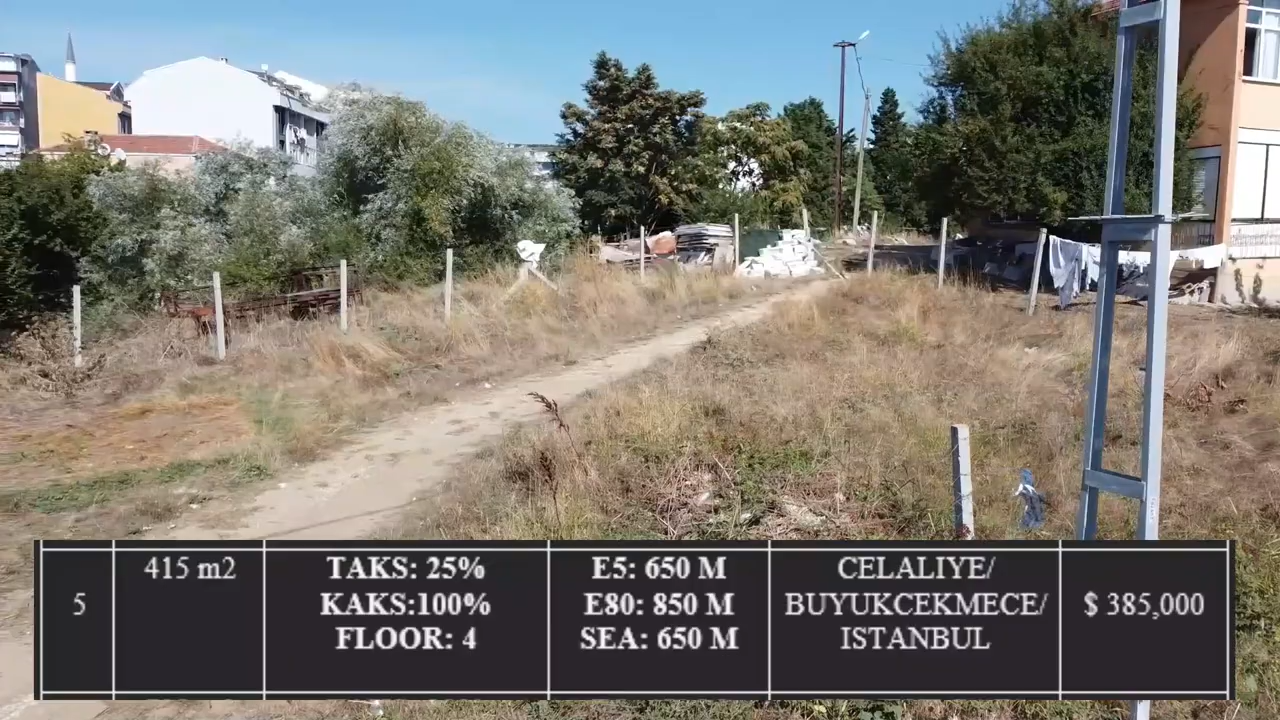 5
415 m2
TAKS: 25%
KAKS:100%
FLOOR: 4
E5: 650 M
E80: 850 M
SEA: 650 M
CELALIYE/
BUYUKCEKMECE/
ISTANBUL
$ 385,000